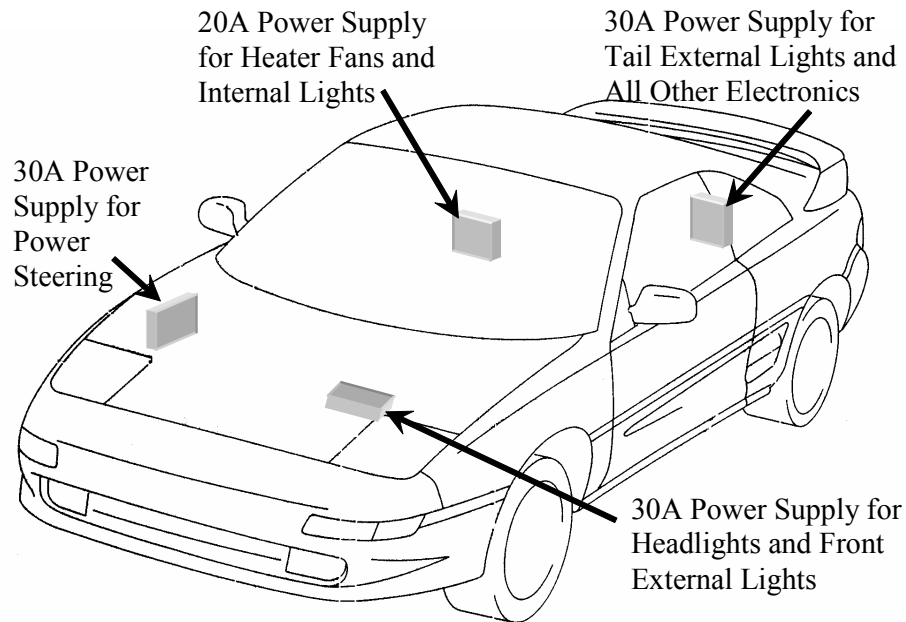 20A Power Supply
for Heater Fans and
Internal Lights
30A Power Supply for
Tail External Lights and
All Other Electronics
30A Power
Supply for
Power
Steering
30A Power Supply for
Headlights and Front
External Lights